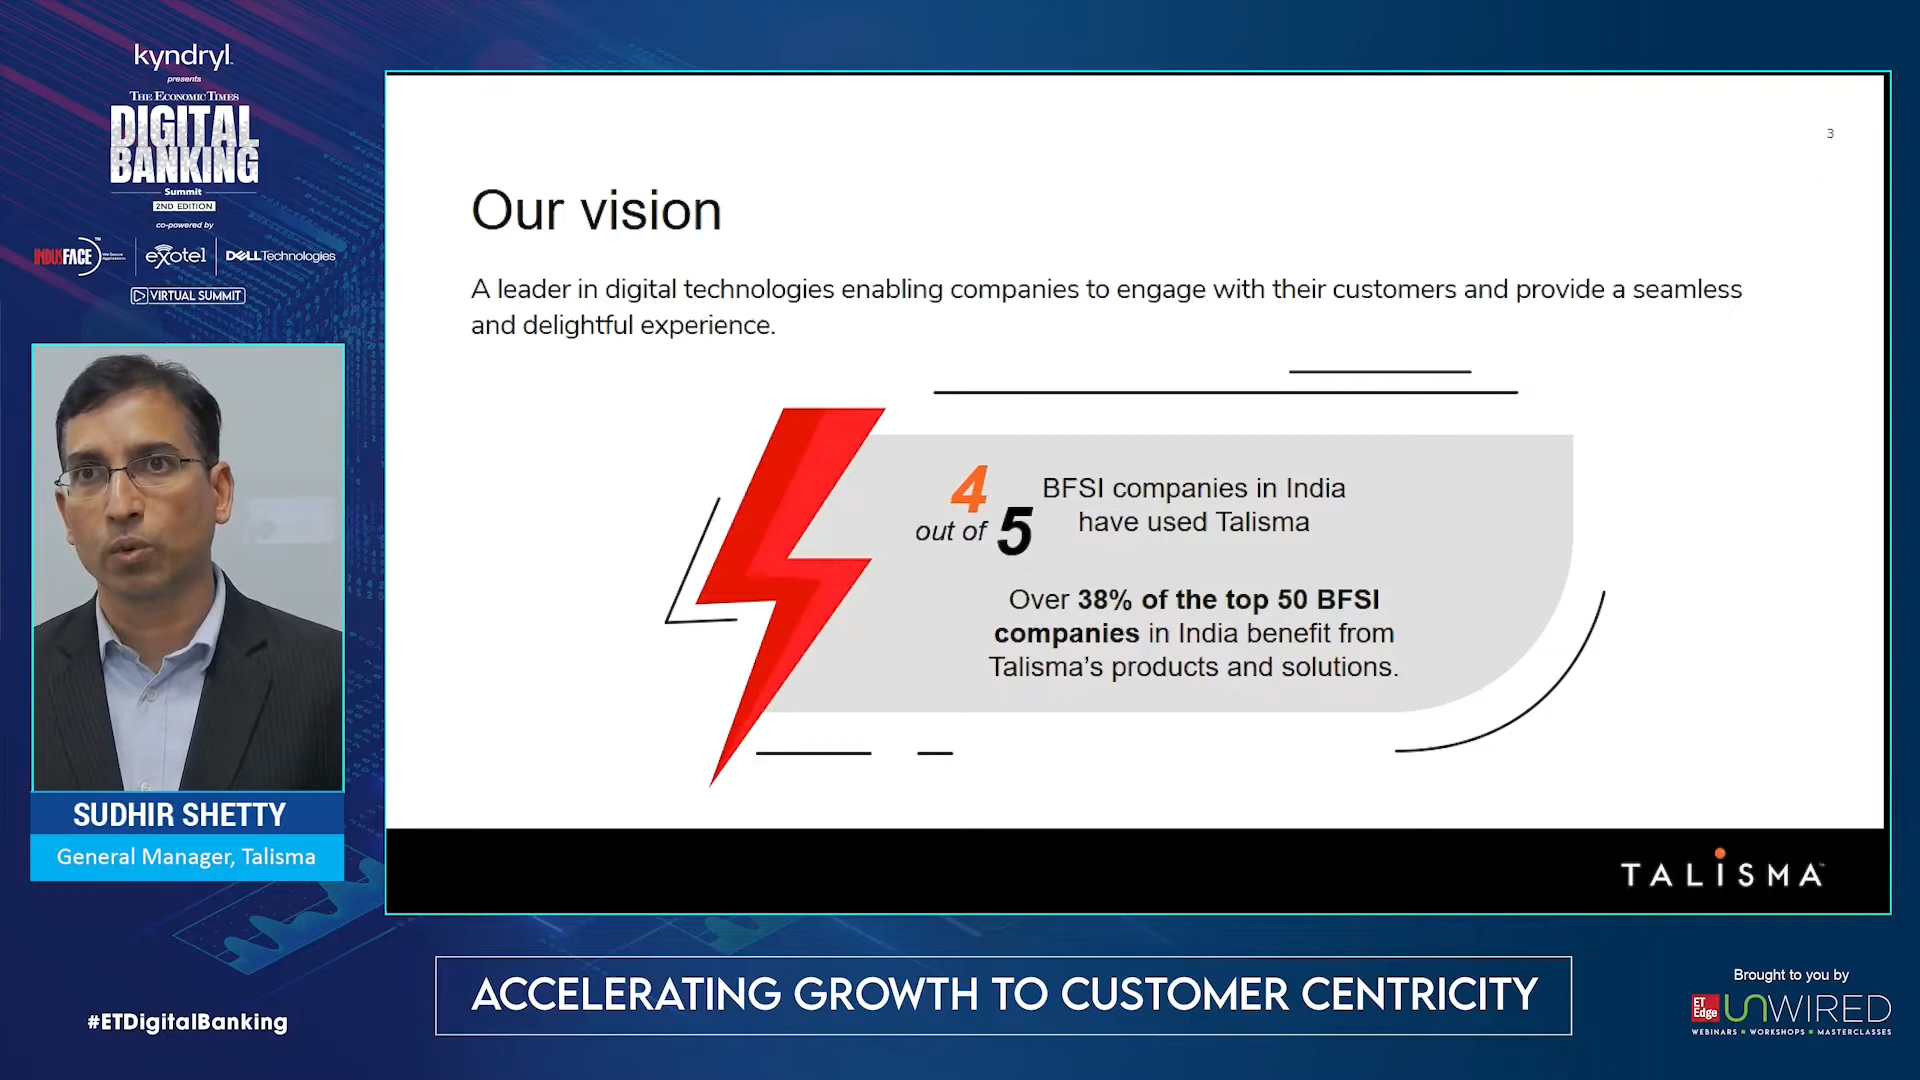 kyndryl
presents
THE ECONOMIC TIMES
DIGITAL
BANKING
Summit
2ND EDITION
co-powered by
INDUSFACE™
exotel
DELLTechnologies
VIRTUAL SUMMIT
SUDHIR SHETTY
General Manager, Talisma
#ETDigitalBanking
3
Our vision
A leader in digital technologies enabling companies to engage with their customers and provide a seamless
and delightful experience.
4
out of 5
BFSI companies in India
have used Talisma
Over 38% of the top 50 BFSI
companies in India benefit from
Talisma’s products and solutions.
TALiSMA
ACCELERATING GROWTH TO CUSTOMER CENTRICITY
Brought to you by
ET
Edge
UNWIRED
WEBINARS ▪ WORKSHOPS ▪ MASTERCLASSES